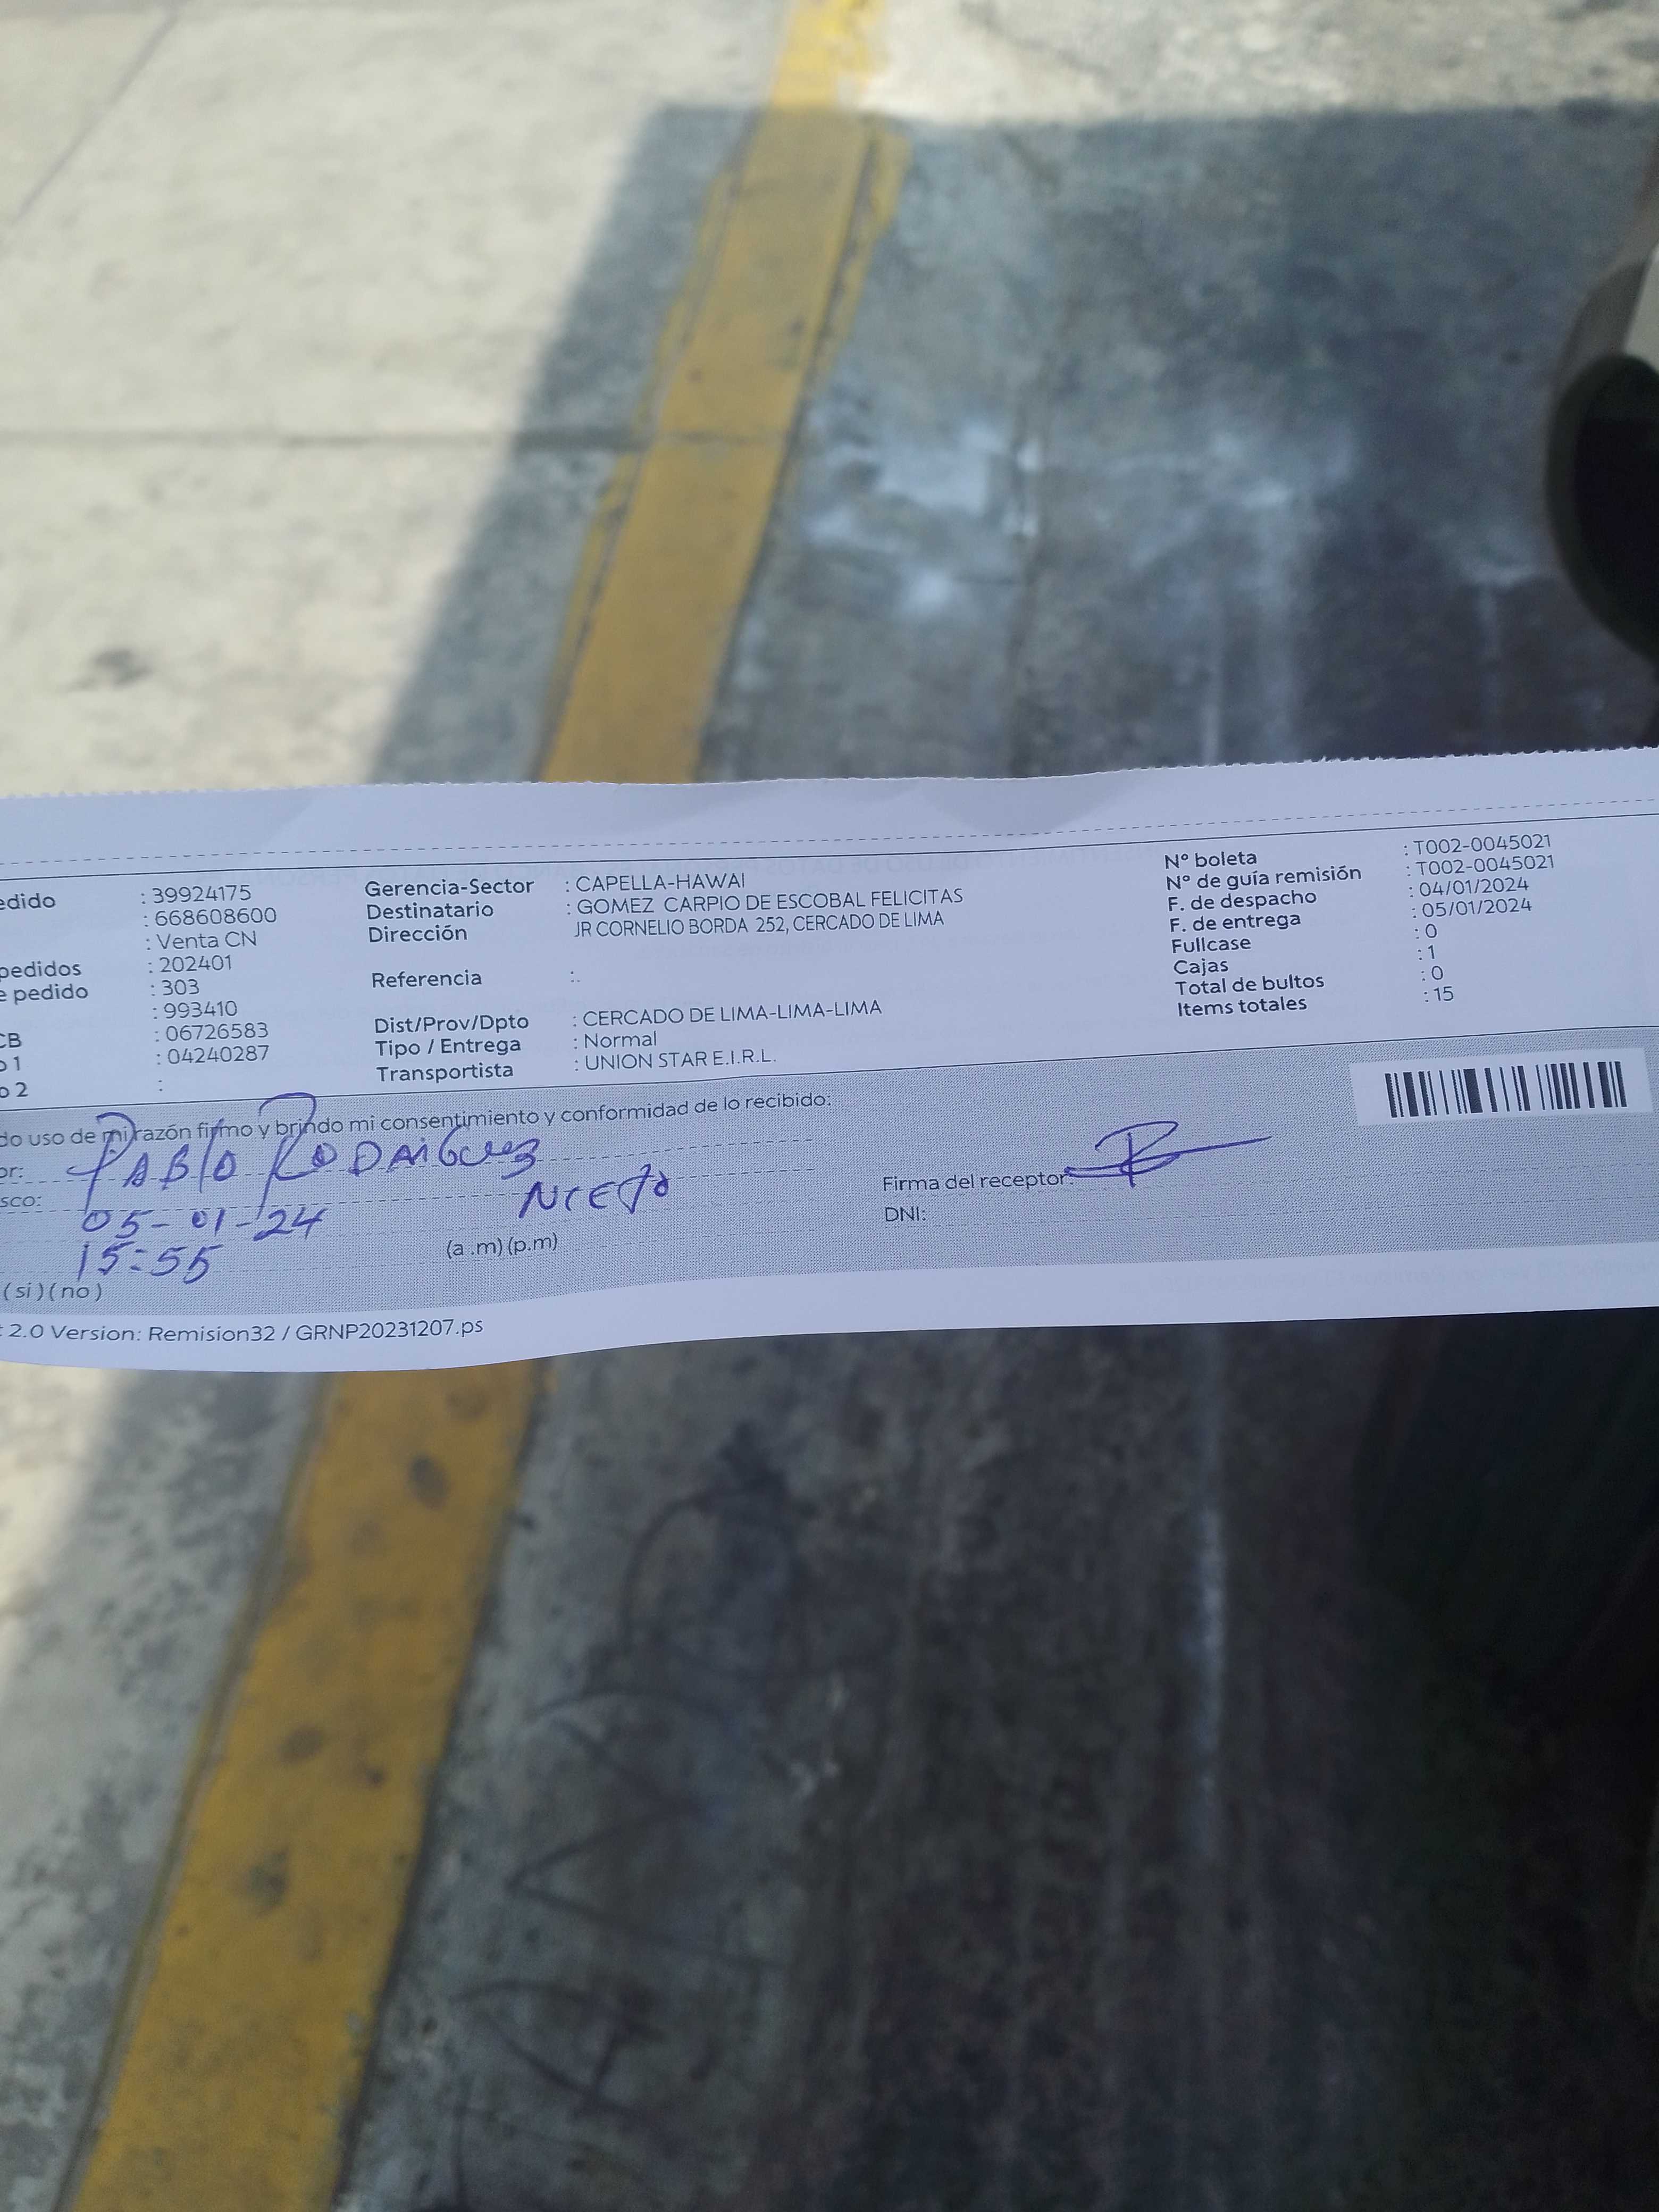 edido : 39924175
: 668608600
: Venta CN
pedidos : 202401
e pedido : 303
: 993410
CB : 06726583
o 1 : 04240287
o 2 :
Gerencia-Sector : CAPELLA-HAWAI
Destinatario : GOMEZ CARPIO DE ESCOBAL FELICITAS
Dirección JR CORNELIO BORDA 252, CERCADO DE LIMA
Referencia :.
Dist/Prov/Dpto : CERCADO DE LIMA-LIMA-LIMA
Tipo / Entrega : Normal
Transportista : UNION STAR E.I.R.L.
N° boleta : T002-0045021
N° de guía remisión : T002-0045021
F. de despacho : 04/01/2024
F. de entrega : 05/01/2024
Fullcase : 0
Cajas : 1
Total de bultos : 0
Items totales : 15
do uso de mi razón firmo y brindo mi consentimiento y conformidad de lo recibido:
or: PABlO RODRIGUEZ
sco: NIETO
05-01-24
15:55 (a .m) (p.m)
Firma del receptor:
DNI:
(si) (no)
t 2.0 Version: Remision32 / GRNP20231207.ps